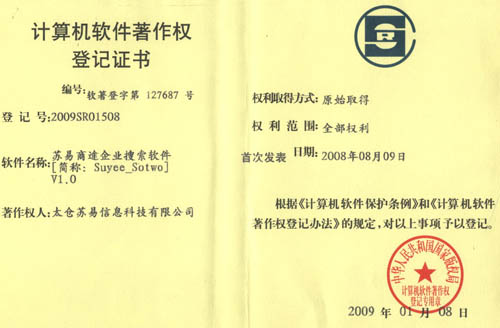 计算机软件著作权
登记证书
编号: 软著登字第 127687 号
登 记 号: 2009SR01508
软件名称: 苏易商達企业搜索软件
[简称: Suyee_Sotwo]
V1.0
著作权人: 太仓苏易信息科技有限公司
权利取得方式: 原始取得
权 利 范 围: 全部权利
首次发表 日期: 2008年08月09日
根据《计算机软件保护条例》和《计算机软件
著作权登记办法》的规定，对以上事项予以登记。
中华人民共和国国家版权局
计算机软件著作权
登记专用章
2009 年 01 月 08 日